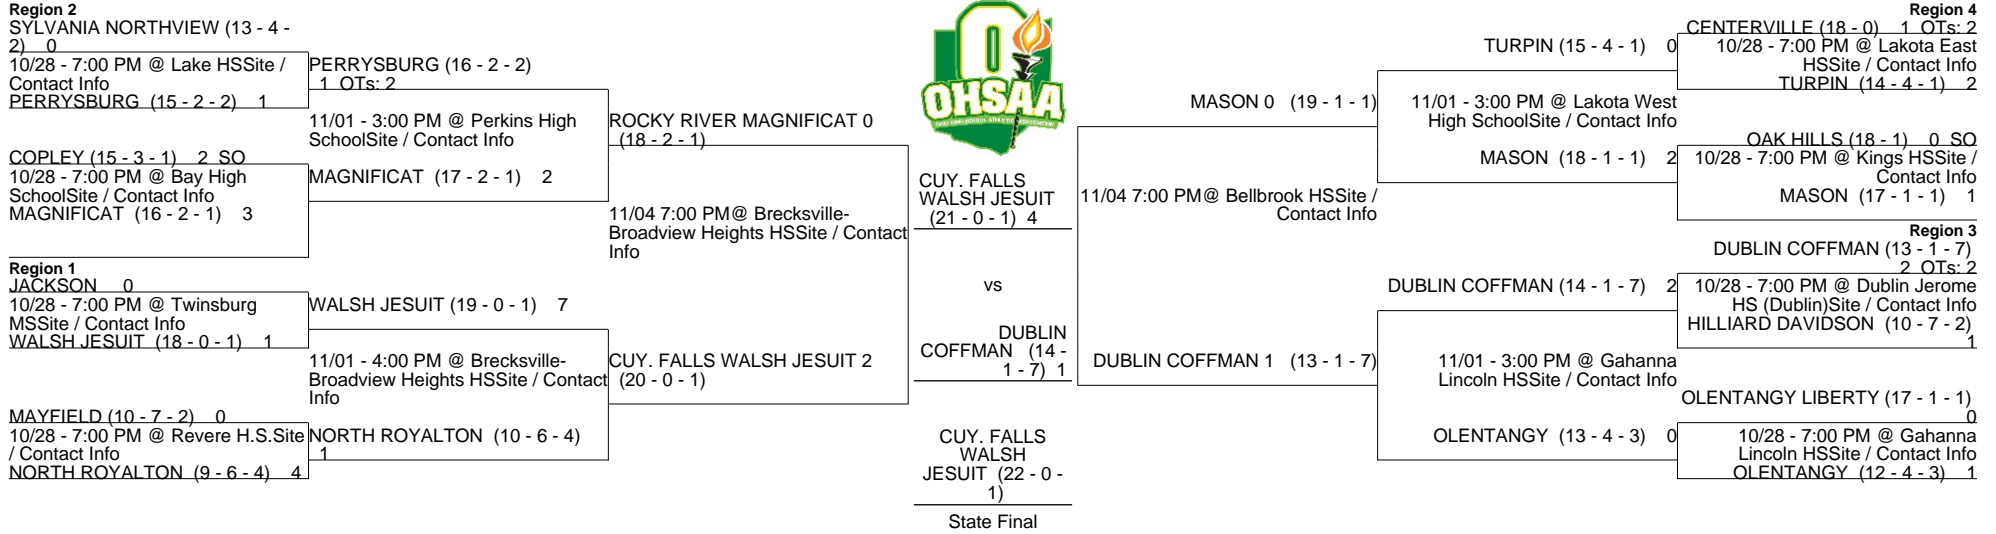 Region 2
SYLVANIA NORTHVIEW (13 - 4 -
2)    0
10/28 - 7:00 PM @ Lake HSSite /
Contact Info
PERRYSBURG  (15 - 2 - 2)    1
COPLEY (15 - 3 - 1)    2  SO
10/28 - 7:00 PM @ Bay High
SchoolSite / Contact Info
MAGNIFICAT  (16 - 2 - 1)    3
Region 1
JACKSON    0
10/28 - 7:00 PM @ Twinsburg
MSSite / Contact Info
WALSH JESUIT  (18 - 0 - 1)    1
MAYFIELD (10 - 7 - 2)    0
10/28 - 7:00 PM @ Revere H.S.Site
/ Contact Info
NORTH ROYALTON  (9 - 6 - 4)    4
PERRYSBURG (16 - 2 - 2)
1  OTs: 2
11/01 - 3:00 PM @ Perkins High
SchoolSite / Contact Info
MAGNIFICAT  (17 - 2 - 1)    2
WALSH JESUIT (19 - 0 - 1)    7
11/01 - 4:00 PM @ Brecksville-
Broadview Heights HSSite / Contact
Info
NORTH ROYALTON  (10 - 6 - 4)
1
ROCKY RIVER MAGNIFICAT 0
(18 - 2 - 1)
11/04 7:00 PM@ Brecksville-
Broadview Heights HSSite / Contact
Info
CUY. FALLS WALSH JESUIT 2
(20 - 0 - 1)
OHSAA
CUY. FALLS
WALSH JESUIT
(21 - 0 - 1)  4
vs
DUBLIN
COFFMAN   (14 -
1 - 7)  1
CUY. FALLS
WALSH
JESUIT  (22 - 0 -
1)
State Final
MASON 0   (19 - 1 - 1)
11/04 7:00 PM@ Bellbrook HSSite /
Contact Info
DUBLIN COFFMAN 1   (13 - 1 - 7)
TURPIN (15 - 4 - 1)    0
11/01 - 3:00 PM @ Lakota West
High SchoolSite / Contact Info
MASON  (18 - 1 - 1)    2
DUBLIN COFFMAN (14 - 1 - 7)    2
11/01 - 3:00 PM @ Gahanna
Lincoln HSSite / Contact Info
OLENTANGY  (13 - 4 - 3)    0
Region 4
CENTERVILLE (18 - 0)    1  OTs: 2
10/28 - 7:00 PM @ Lakota East
HSSite / Contact Info
TURPIN  (14 - 4 - 1)    2
OAK HILLS (18 - 1)    0  SO
10/28 - 7:00 PM @ Kings HSSite /
Contact Info
MASON  (17 - 1 - 1)    1
Region 3
DUBLIN COFFMAN (13 - 1 - 7)
2  OTs: 2
10/28 - 7:00 PM @ Dublin Jerome
HS (Dublin)Site / Contact Info
HILLIARD DAVIDSON  (10 - 7 - 2)
1
OLENTANGY LIBERTY (17 - 1 - 1)
0
10/28 - 7:00 PM @ Gahanna
Lincoln HSSite / Contact Info
OLENTANGY  (12 - 4 - 3)    1